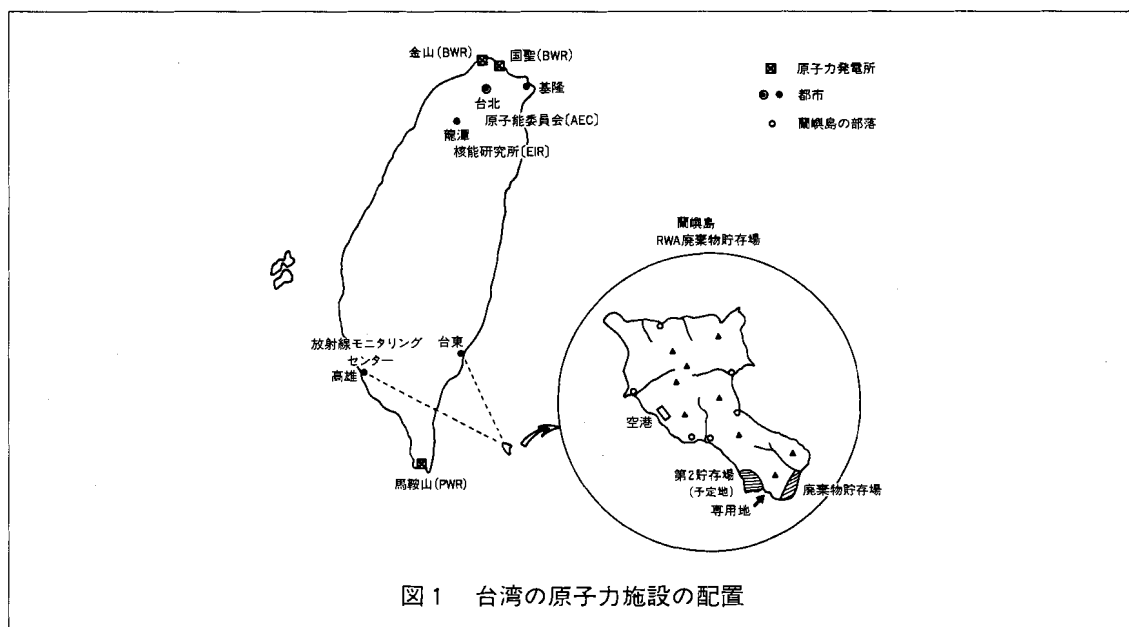 金山(BWR)
国聖(BWR)
原子力発電所
都市
蘭嶼島の部落
基隆
台北
原子能委員会[AEC]
龍潭
核能研究所[EIR]
蘭嶼島
RWA廃棄物貯存場
放射線モニタリング
センター
台東
高雄
空港
第2貯存場
(予定地)
廃棄物貯存場
専用地
馬鞍山(PWR)
図1 台湾の原子力施設の配置